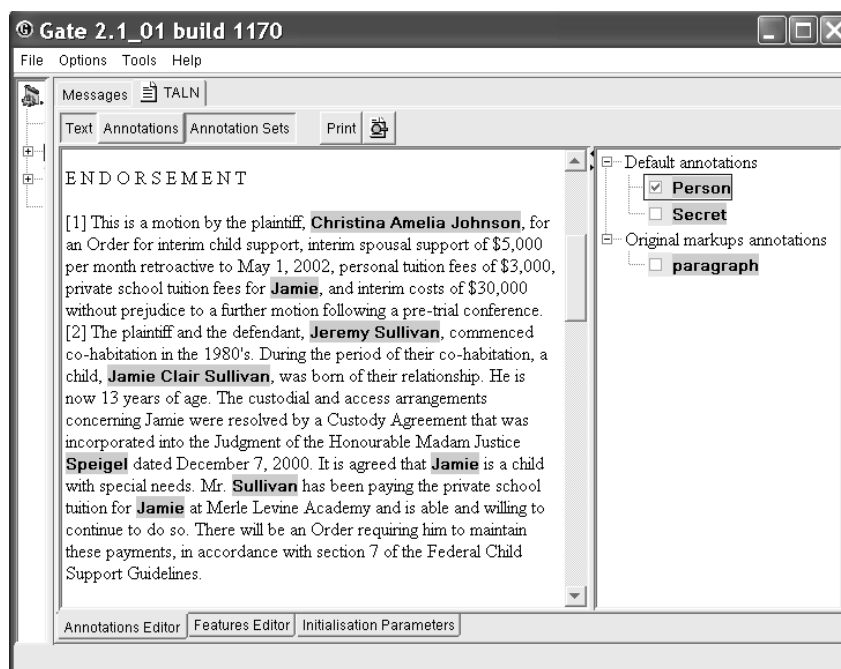 Gate 2.1_01 build 1170
File Options Tools Help
Messages TALN
Text Annotations Annotation Sets Print
E N D O R S E M E N T
[1] This is a motion by the plaintiff, Christina Amelia Johnson, for
an Order for interim child support, interim spousal support of $5,000
per month retroactive to May 1, 2002, personal tuition fees of $3,000,
private school tuition fees for Jamie, and interim costs of $30,000
without prejudice to a further motion following a pre-trial conference.
[2] The plaintiff and the defendant, Jeremy Sullivan, commenced
co-habitation in the 1980's. During the period of their co-habitation, a
child, Jamie Clair Sullivan, was born of their relationship. He is
now 13 years of age. The custodial and access arrangements
concerning Jamie were resolved by a Custody Agreement that was
incorporated into the Judgment of the Honourable Madam Justice
Speigel dated December 7, 2000. It is agreed that Jamie is a child
with special needs. Mr. Sullivan has been paying the private school
tuition for Jamie at Merle Levine Academy and is able and willing to
continue to do so. There will be an Order requiring him to maintain
these payments, in accordance with section 7 of the Federal Child
Support Guidelines.
Default annotations
Person
Secret
Original markups annotations
paragraph
Annotations Editor Features Editor Initialisation Parameters